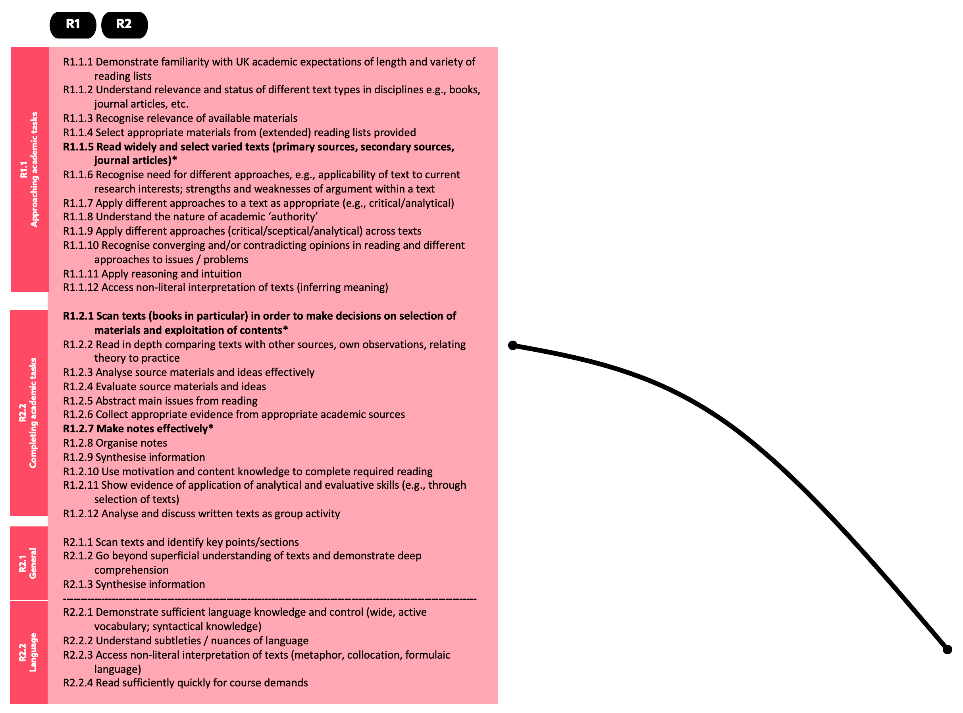 R1 R2
R1.1
Approaching academic tasks
R1.1.1 Demonstrate familiarity with UK academic expectations of length and variety of
reading lists
R1.1.2 Understand relevance and status of different text types in disciplines e.g., books,
journal articles, etc.
R1.1.3 Recognise relevance of available materials
R1.1.4 Select appropriate materials from (extended) reading lists provided
R1.1.5 Read widely and select varied texts (primary sources, secondary sources,
journal articles)*
R1.1.6 Recognise need for different approaches, e.g., applicability of text to current
research interests; strengths and weaknesses of argument within a text
R1.1.7 Apply different approaches to a text as appropriate (e.g., critical/analytical)
R1.1.8 Understand the nature of academic ‘authority’
R1.1.9 Apply different approaches (critical/sceptical/analytical) across texts
R1.1.10 Recognise converging and/or contradicting opinions in reading and different
approaches to issues / problems
R1.1.11 Apply reasoning and intuition
R1.1.12 Access non-literal interpretation of texts (inferring meaning)
R2.2
Completing academic tasks
R1.2.1 Scan texts (books in particular) in order to make decisions on selection of
materials and exploitation of contents*
R1.2.2 Read in depth comparing texts with other sources, own observations, relating
theory to practice
R1.2.3 Analyse source materials and ideas effectively
R1.2.4 Evaluate source materials and ideas
R1.2.5 Abstract main issues from reading
R1.2.6 Collect appropriate evidence from appropriate academic sources
R1.2.7 Make notes effectively*
R1.2.8 Organise notes
R1.2.9 Synthesise information
R1.2.10 Use motivation and content knowledge to complete required reading
R1.2.11 Show evidence of application of analytical and evaluative skills (e.g., through
selection of texts)
R1.2.12 Analyse and discuss written texts as group activity
R2.1
General
R2.1.1 Scan texts and identify key points/sections
R2.1.2 Go beyond superficial understanding of texts and demonstrate deep
comprehension
R2.1.3 Synthesise information
R2.2
Language
R2.2.1 Demonstrate sufficient language knowledge and control (wide, active
vocabulary; syntactical knowledge)
R2.2.2 Understand subtleties / nuances of language
R2.2.3 Access non-literal interpretation of texts (metaphor, collocation, formulaic
language)
R2.2.4 Read sufficiently quickly for course demands